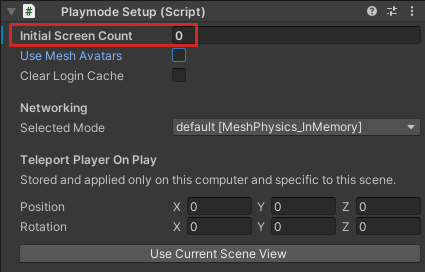 # Playmode Setup (Script)
Initial Screen Count 0
Use Mesh Avatars
Clear Login Cache
Networking
Selected Mode default [MeshPhysics_InMemory]
Teleport Player On Play
Stored and applied only on this computer and specific to this scene.
Position X 0 Y 0 Z 0
Rotation X 0 Y 0 Z 0
Use Current Scene View